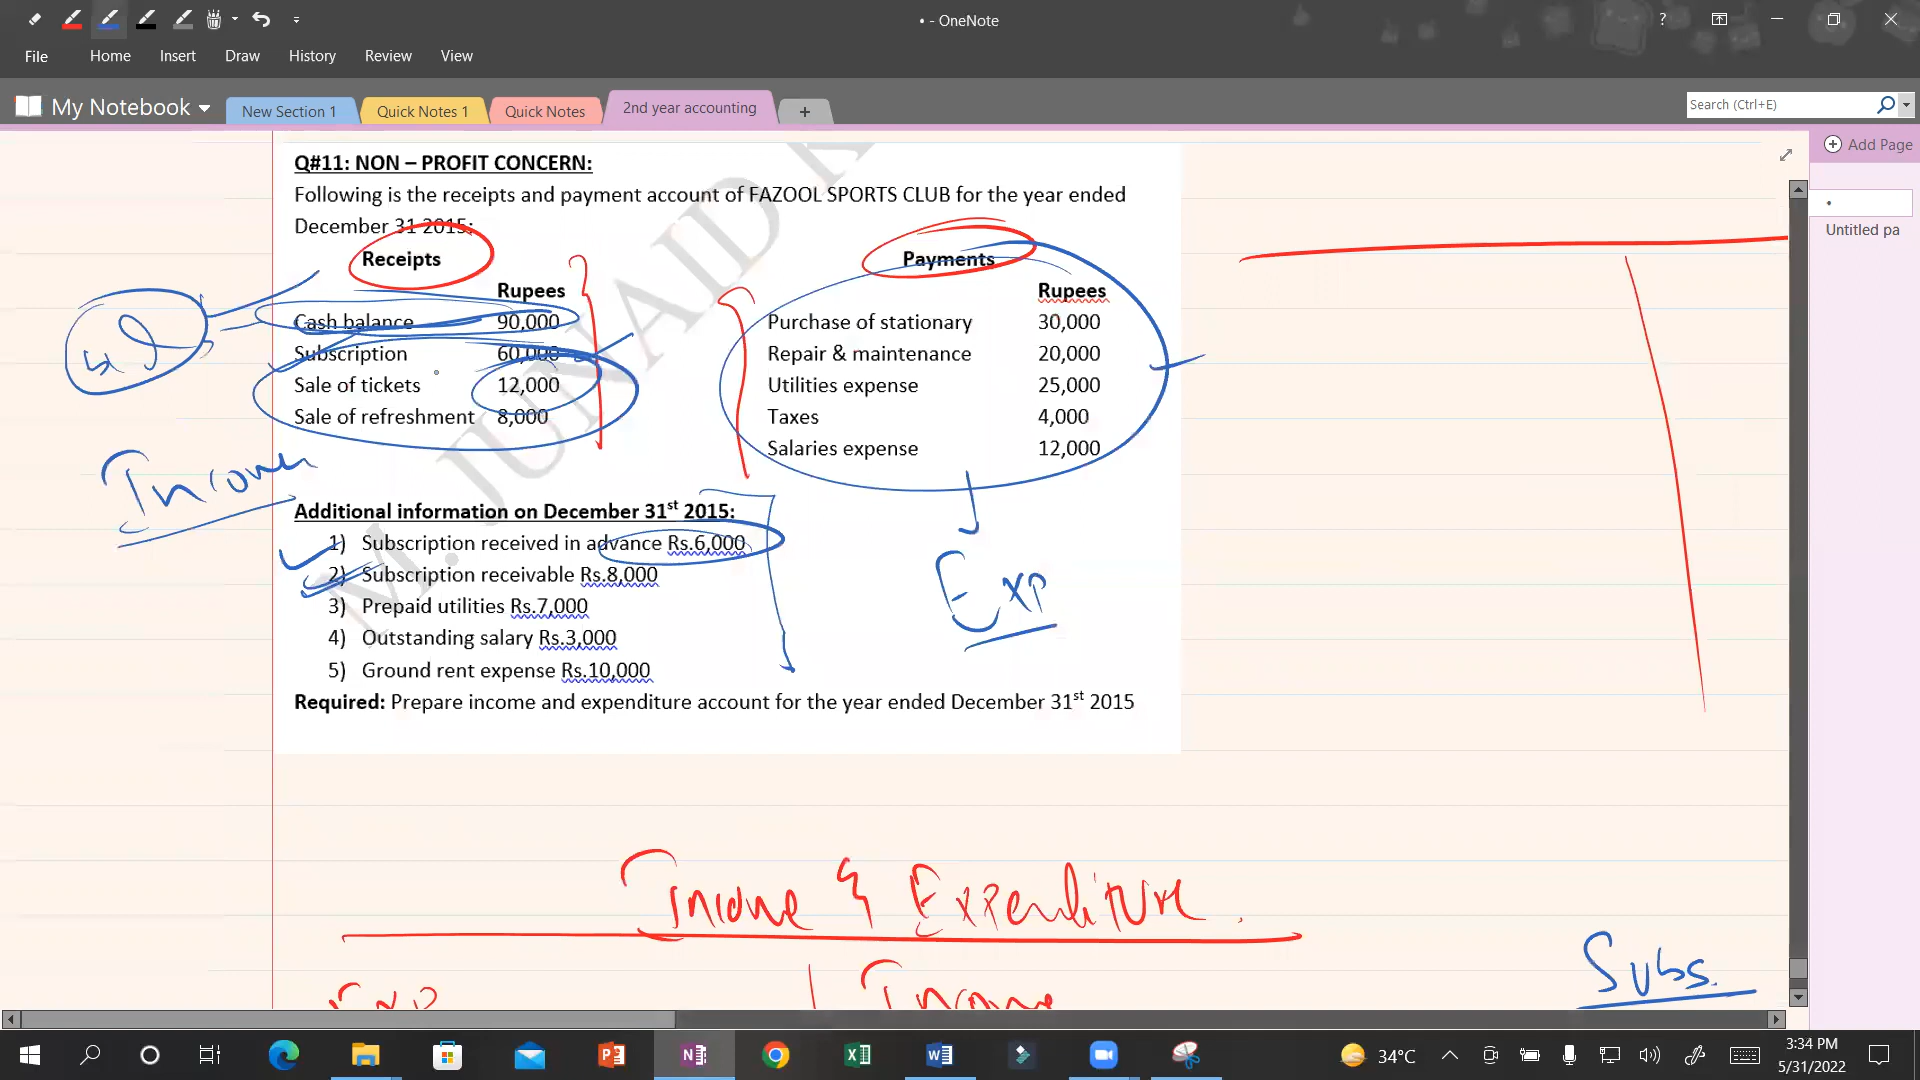 • - OneNote
?
File Home Insert Draw History Review View
My Notebook New Section 1 Quick Notes 1 Quick Notes 2nd year accounting +
Search (Ctrl+E)
Add Page
•
Untitled pa
Q#11: NON – PROFIT CONCERN:
Following is the receipts and payment account of FAZOOL SPORTS CLUB for the year ended
December 31 2015:
Receipts Payments
Rupees Rupees
Cash balance 90,000 Purchase of stationary 30,000
Subscription 60,000 Repair & maintenance 20,000
Sale of tickets 12,000 Utilities expense 25,000
Sale of refreshment 8,000 Taxes 4,000
Salaries expense 12,000
Income
Additional information on December 31st 2015:
1) Subscription received in advance Rs.6,000
2) Subscription receivable Rs.8,000
3) Prepaid utilities Rs.7,000
4) Outstanding salary Rs.3,000
5) Ground rent expense Rs.10,000
Exp
Required: Prepare income and expenditure account for the year ended December 31st 2015
M. JUNAID K
Income & Expenditure.
Subs.
Exp Income
34°C
3:34 PM
5/31/2022